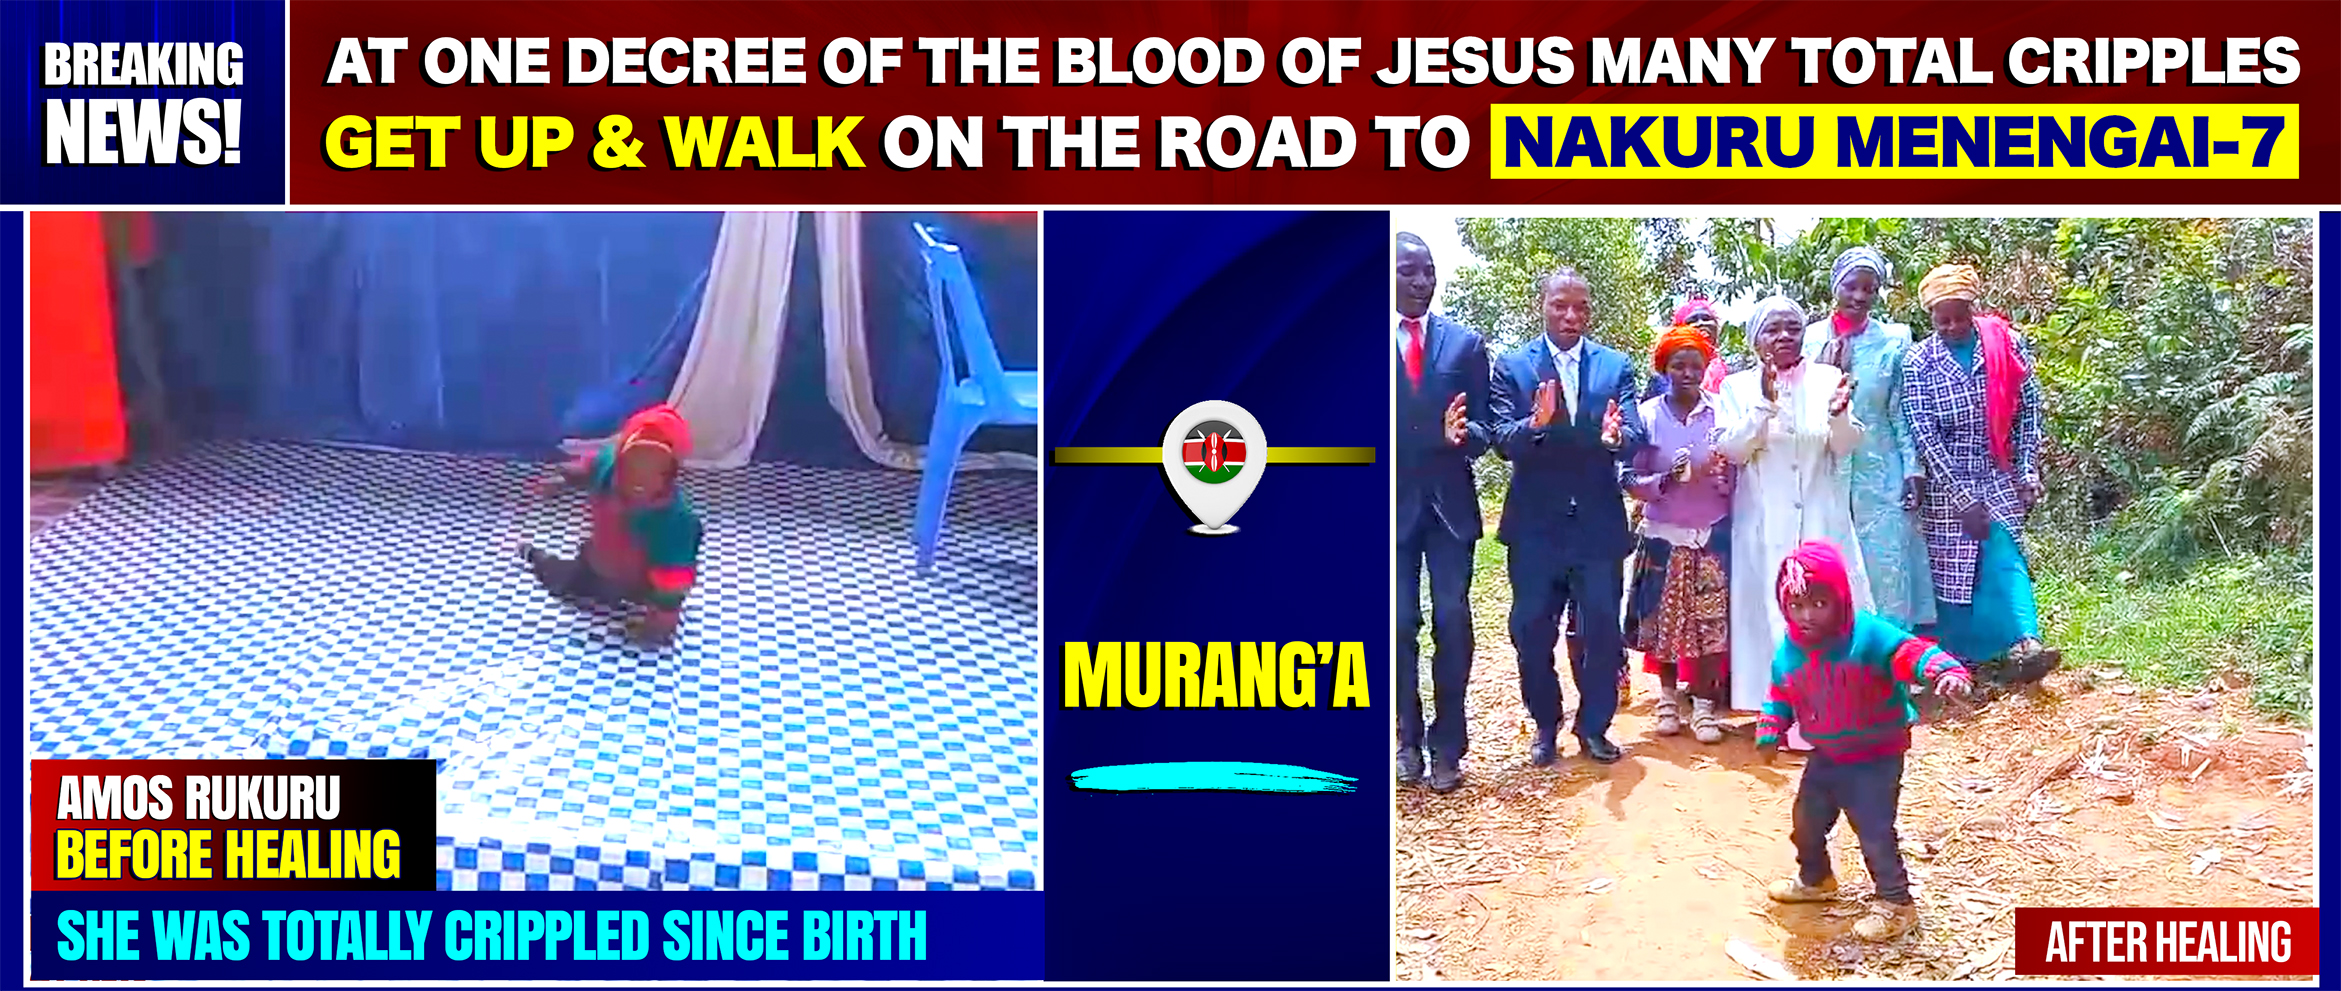 BREAKING
NEWS!
AT ONE DECREE OF THE BLOOD OF JESUS MANY TOTAL CRIPPLES
GET UP & WALK ON THE ROAD TO NAKURU MENENGAI-7
MURANG'A
AMOS RUKURU
BEFORE HEALING
SHE WAS TOTALLY CRIPPLED SINCE BIRTH
AFTER HEALING